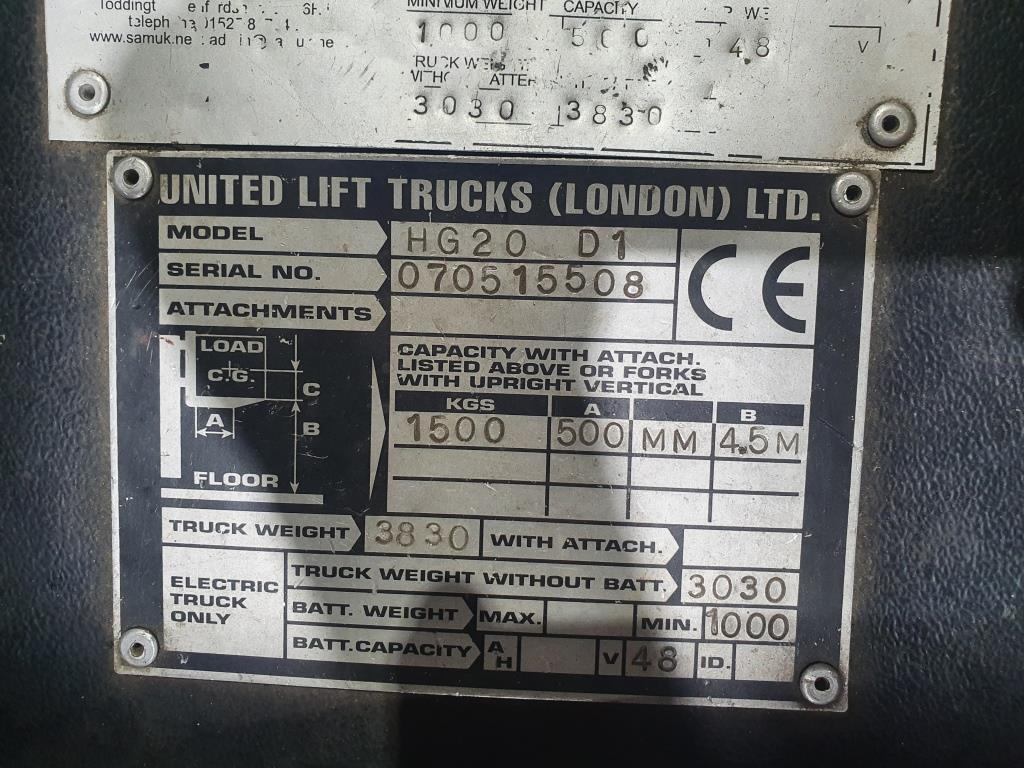 Toddingt
www.samuk.ne
MINIMUM WEIGHT CAPACITY
1000 500 48 V
3030 3830
UNITED LIFT TRUCKS (LONDON) LTD.
MODEL HG20 D1
SERIAL NO. 070515508
CE
ATTACHMENTS
LOAD
C.G.
A
C
B
FLOOR
CAPACITY WITH ATTACH.
LISTED ABOVE OR FORKS
WITH UPRIGHT VERTICAL
KGS A B
1500 500 MM 4.5M
TRUCK WEIGHT 3830 WITH ATTACH.
ELECTRIC
TRUCK
ONLY
TRUCK WEIGHT WITHOUT BATT. 3030
BATT. WEIGHT MAX. MIN. 1000
BATT. CAPACITY AH V 48 ID.